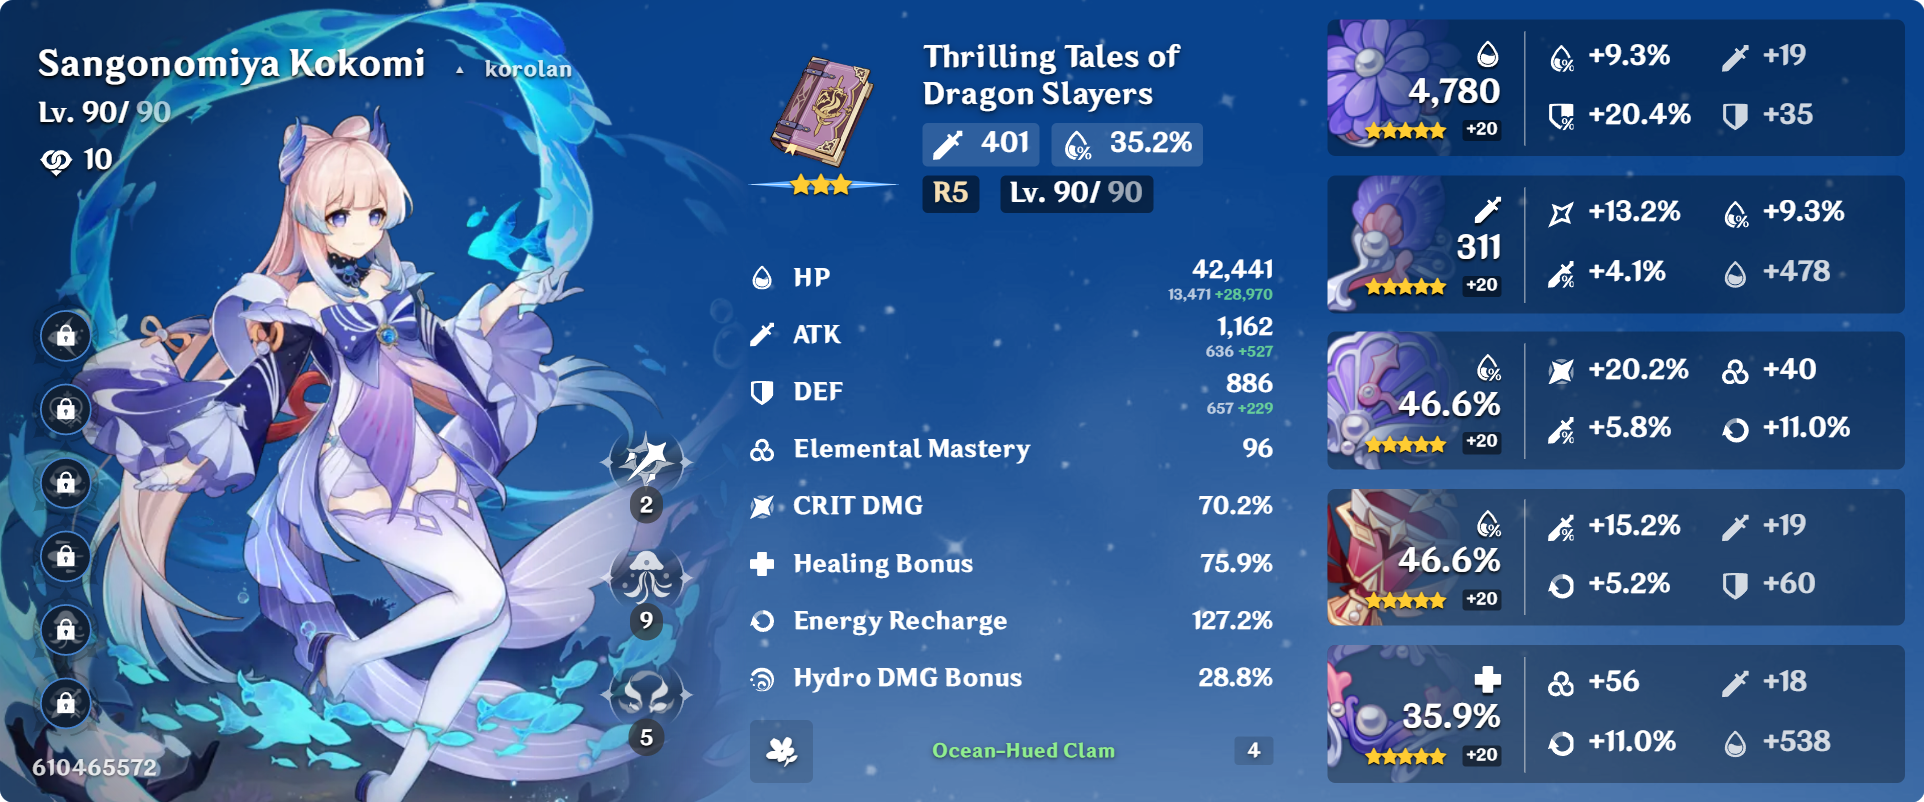 Sangonomiya Kokomi ▲ korolan
Lv. 90/ 90
10
2
9
5
610465572
Thrilling Tales of
Dragon Slayers
401 35.2%
R5 Lv. 90/ 90
HP 42,441
13,471 +28,970
ATK 1,162
636 +527
DEF 886
657 +229
Elemental Mastery 96
CRIT DMG 70.2%
Healing Bonus 75.9%
Energy Recharge 127.2%
Hydro DMG Bonus 28.8%
Ocean-Hued Clam 4
4,780
+20
+9.3% +19
+20.4% +35
311
+20
+13.2% +9.3%
+4.1% +478
46.6%
+20
+20.2% +40
+5.8% +11.0%
46.6%
+20
+15.2% +19
+5.2% +60
35.9%
+20
+56 +18
+11.0% +538